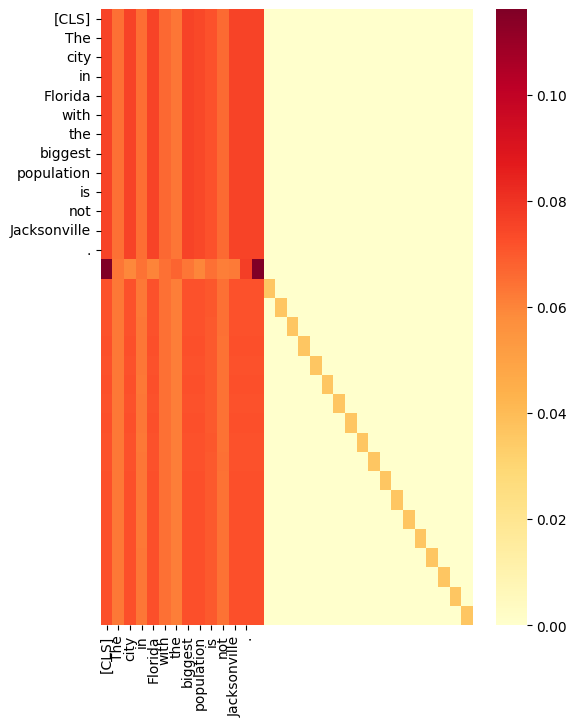 [CLS]
The
city
in
Florida
with
the
biggest
population
is
not
Jacksonville
.
0.10
0.08
0.06
0.04
0.02
0.00
[CLS]
The
city
in
Florida
with
the
biggest
population
is
not
Jacksonville
.